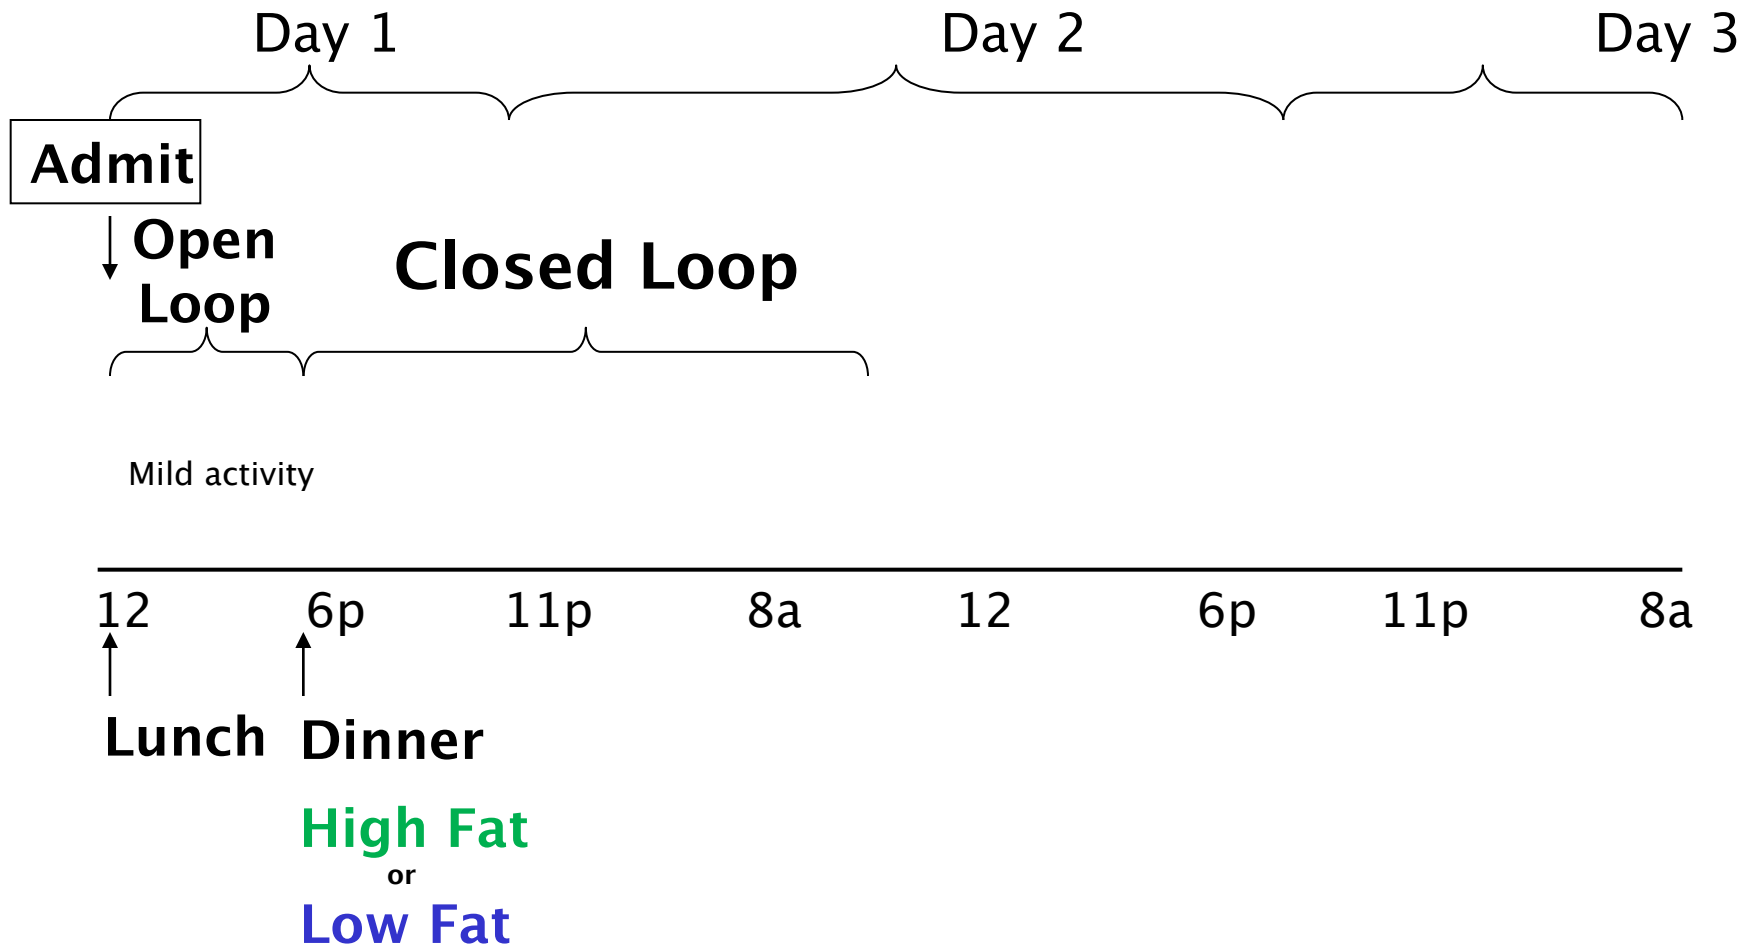 Day 1 Day 2 Day 3
Admit
Open
Loop
Closed Loop
Mild activity
12 6p 11p 8a 12 6p 11p 8a
Lunch Dinner
High Fat
or
Low Fat